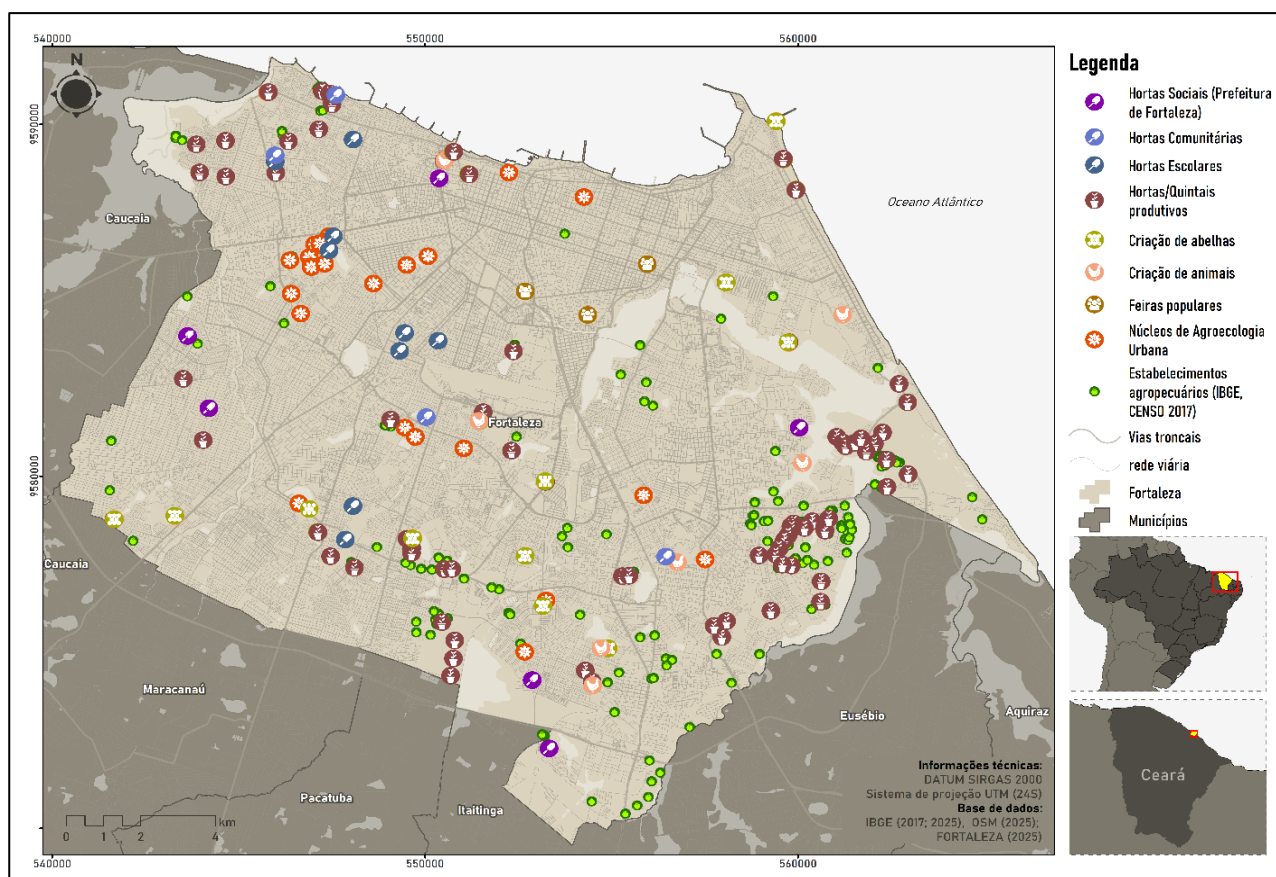 540000
550000
560000
N
9590000
9580000
Oceano Atlântico
Caucaia
Fortaleza
Caucaia
Maracanaú
Pacatuba
Itaitinga
Eusébio
Aquiraz
0 2 4 km
Informações técnicas:
DATUM SIRGAS 2000
Sistema de projeção UTM (24S)
Base de dados:
IBGE (2017; 2025); OSM (2025);
FORTALEZA (2025)
540000
550000
560000
Legenda
Hortas Sociais (Prefeitura
de Fortaleza)
Hortas Comunitárias
Hortas Escolares
Hortas/Quintais
produtivos
Criação de abelhas
Criação de animais
Feiras populares
Núcleos de Agroecologia
Urbana
Estabelecimentos
agropecuários (IBGE,
CENSO 2017)
Vias troncais
rede viária
Fortaleza
Municípios
Ceará